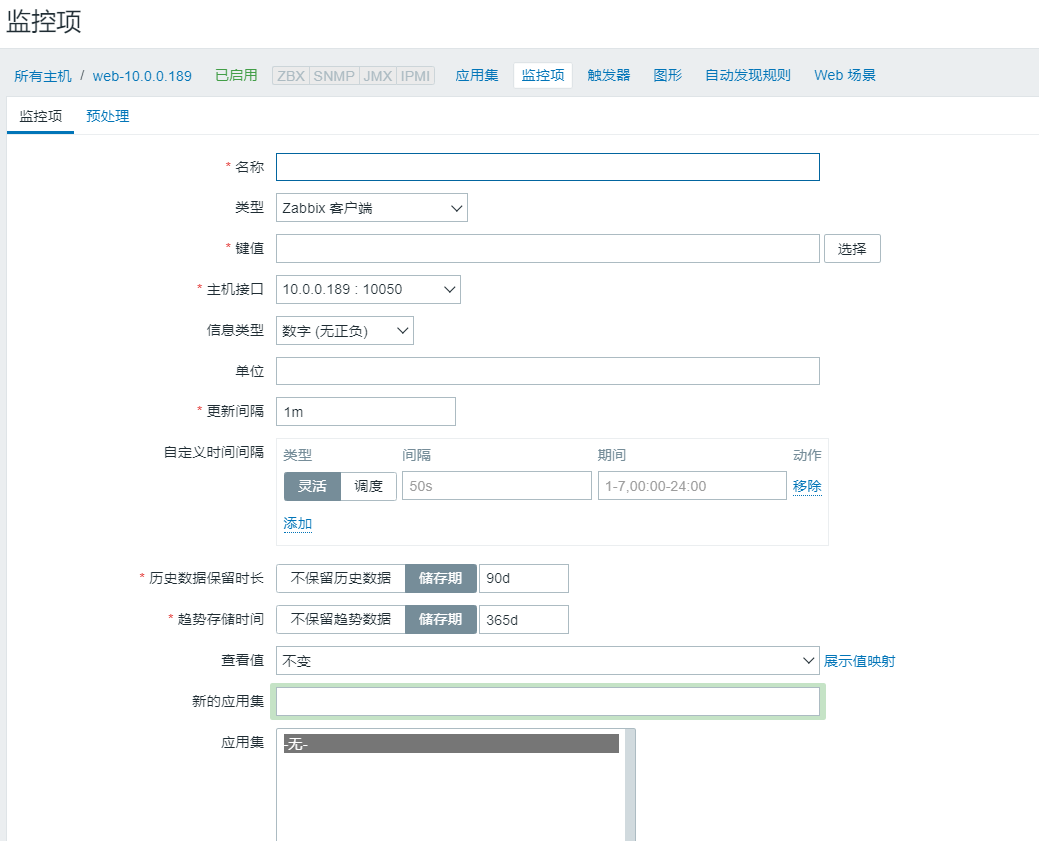 监控项
所有主机 / web-10.0.0.189 已启用 ZBX SNMP JMX IPMI 应用集 监控项 触发器 图形 自动发现规则 Web 场景
监控项 预处理
* 名称
类型 Zabbix 客户端
* 键值 选择
* 主机接口 10.0.0.189 : 10050
信息类型 数字 (无正负)
单位
* 更新间隔 1m
自定义时间间隔 类型 间隔 期间 动作
灵活 调度 50s 1-7,00:00-24:00 移除
添加
* 历史数据保留时长 不保留历史数据 储存期 90d
* 趋势存储时间 不保留趋势数据 储存期 365d
查看值 不变 展示值映射
新的应用集
应用集 -无-